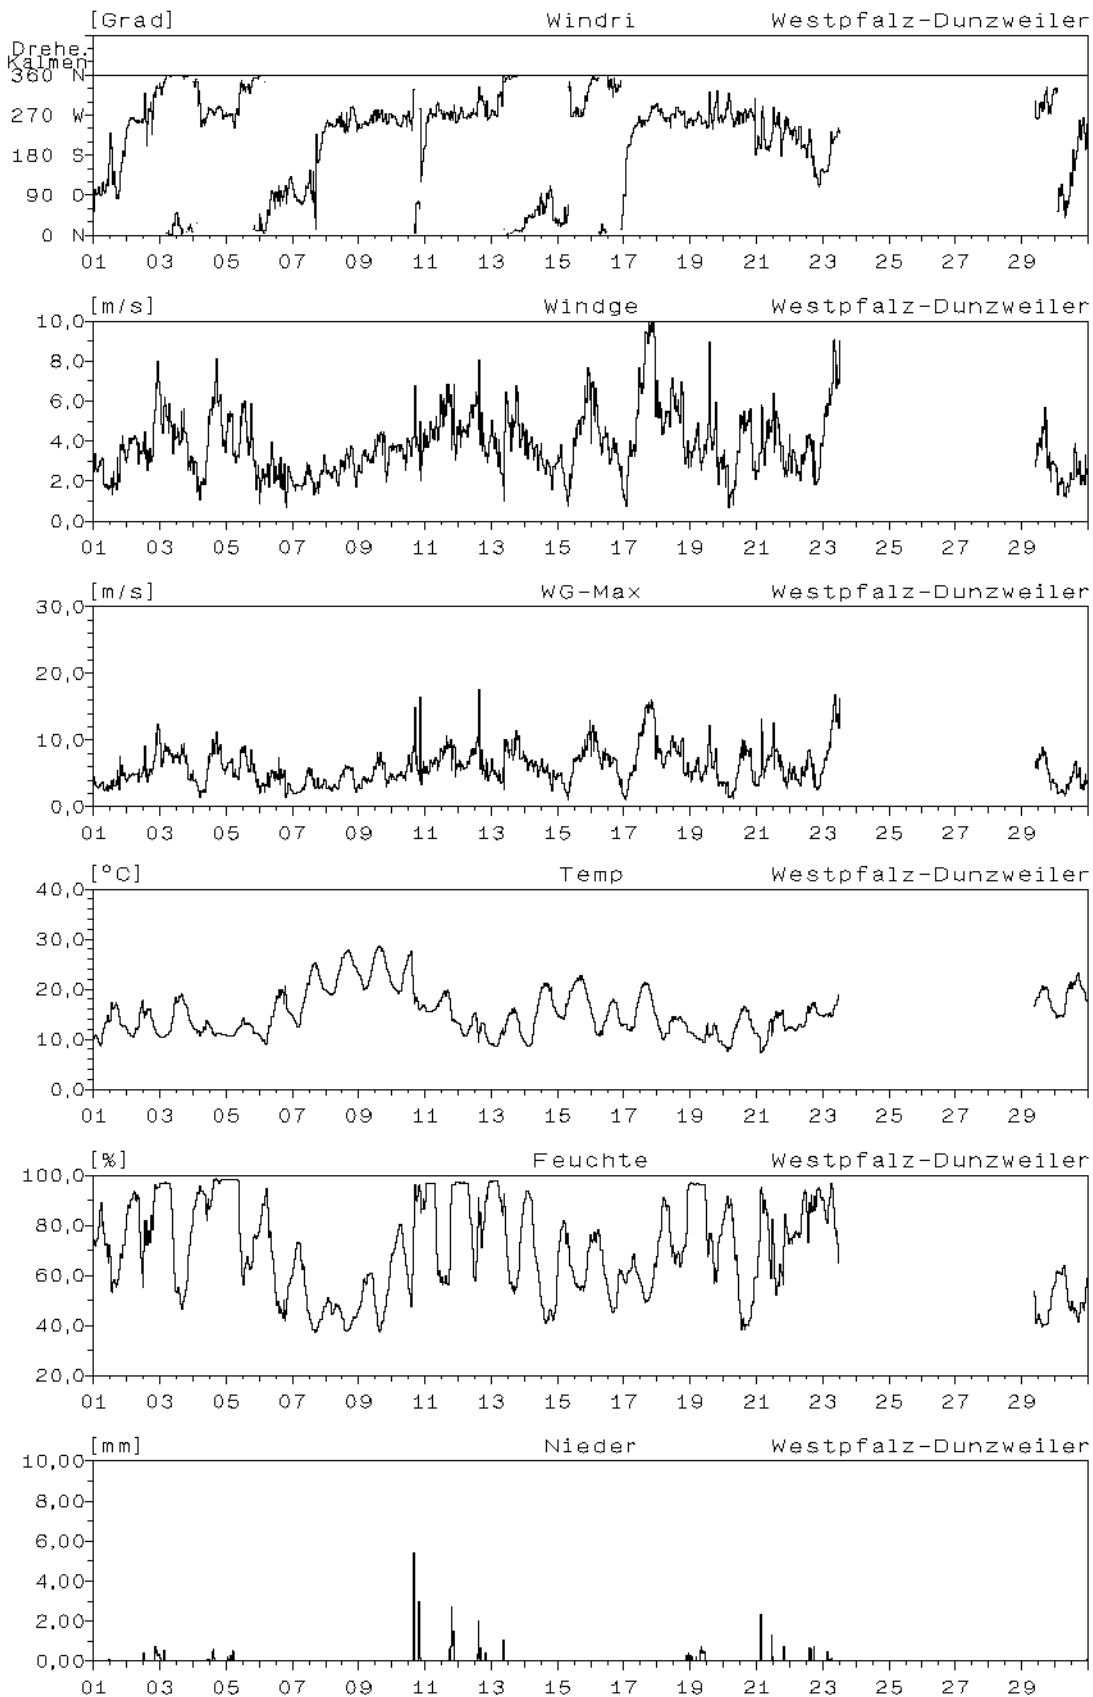 [Grad] Windri Westpfalz-Dunzweiler
Drehe.
Kalmen
360 N
270 W
180 S
90 O
0 N
01 03 05 07 09 11 13 15 17 19 21 23 25 27 29
[m/s] Windge Westpfalz-Dunzweiler
10,0
8,0
6,0
4,0
2,0
0,0
01 03 05 07 09 11 13 15 17 19 21 23 25 27 29
[m/s] WG-Max Westpfalz-Dunzweiler
30,0
20,0
10,0
0,0
01 03 05 07 09 11 13 15 17 19 21 23 25 27 29
[°C] Temp Westpfalz-Dunzweiler
40,0
30,0
20,0
10,0
0,0
01 03 05 07 09 11 13 15 17 19 21 23 25 27 29
[%] Feuchte Westpfalz-Dunzweiler
100,0
80,0
60,0
40,0
20,0
01 03 05 07 09 11 13 15 17 19 21 23 25 27 29
[mm] Nieder Westpfalz-Dunzweiler
10,00
8,00
6,00
4,00
2,00
0,00
01 03 05 07 09 11 13 15 17 19 21 23 25 27 29